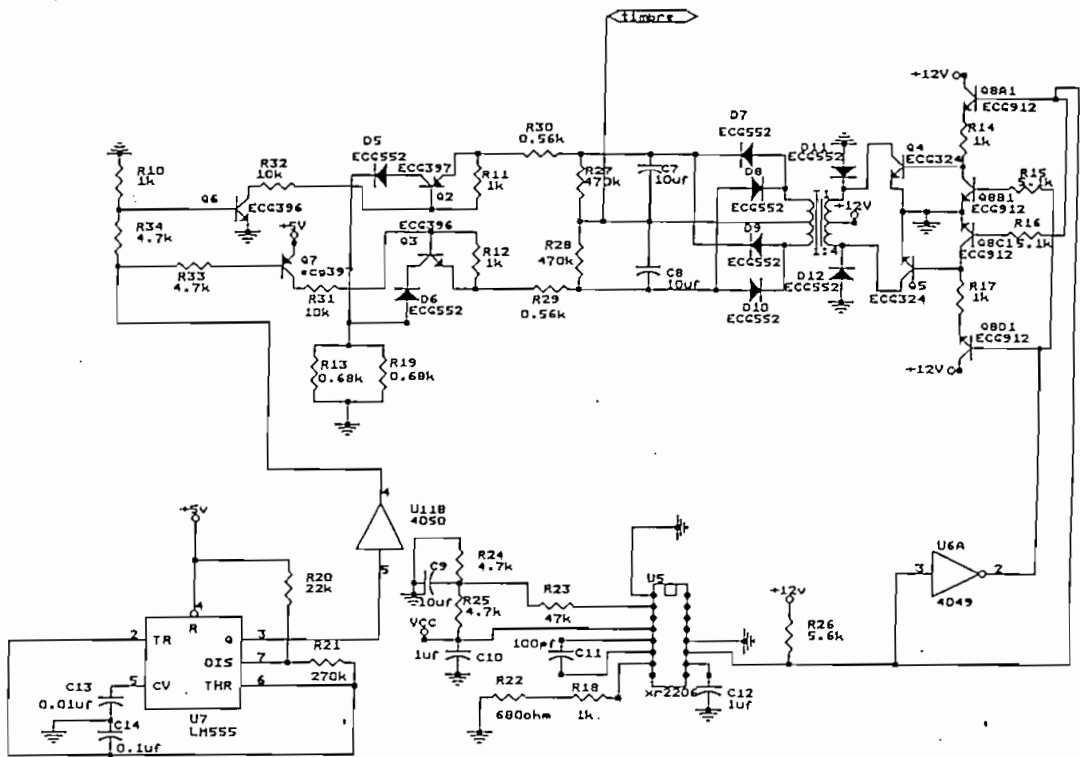 timbre
+12V
Q8A1
ECG912
R14
1k
D7
ECG552
R30
0.56k
D5
ECG552
ECG397
Q2
R11
1k
R10
1k
R32
10k
Q6
ECG396
R27
470k
C7
10uf
D8
ECG552
D11
ECG552
Q4
ECG324
R15
5.1k
Q8B1
ECG912
+12V
1:4
R16
5.1k
Q8C1
ECG912
R34
4.7k
+5V
Q7
ecg397
R33
4.7k
R31
10k
ECG396
Q3
R12
1k
D6
ECG552
R28
470k
C8
10uf
R29
0.56k
D9
ECG552
D10
ECG552
D12
ECG552
Q5
ECG324
R17
1k
Q8D1
ECG912
+12V
R13
0.68k
R19
0.68k
4
U11B
4050
5
+5v
R20
22k
4
R
2
TR
Q
3
DIS
7
R21
270k
5
CV
THR
6
C13
0.01uf
U7
LM555
C14
0.1uf
C9
10uf
R24
4.7k
R25
4.7k
VCC
1uf
C10
R23
47k
100pf
C11
U5
xr2206
R22
680ohm
R18
1k
C12
1uf
+12v
R26
5.6k
U6A
3
2
4049